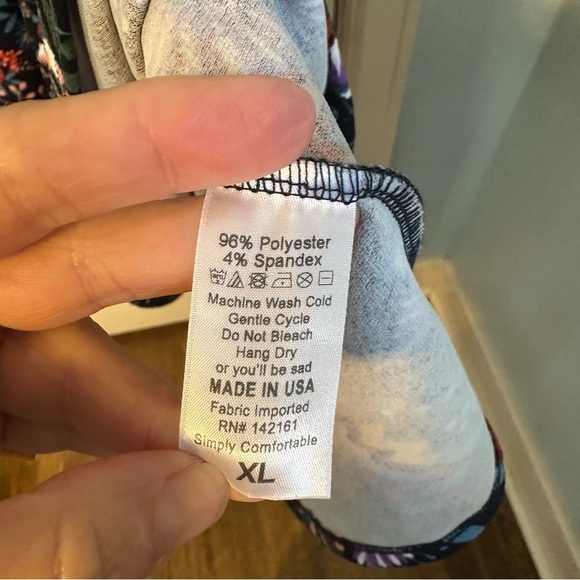 96% Polyester
4% Spandex
Machine Wash Cold
Gentle Cycle
Do Not Bleach
Hang Dry
or you'll be sad
MADE IN USA
Fabric Imported
RN# 142161
Simply Comfortable
XL